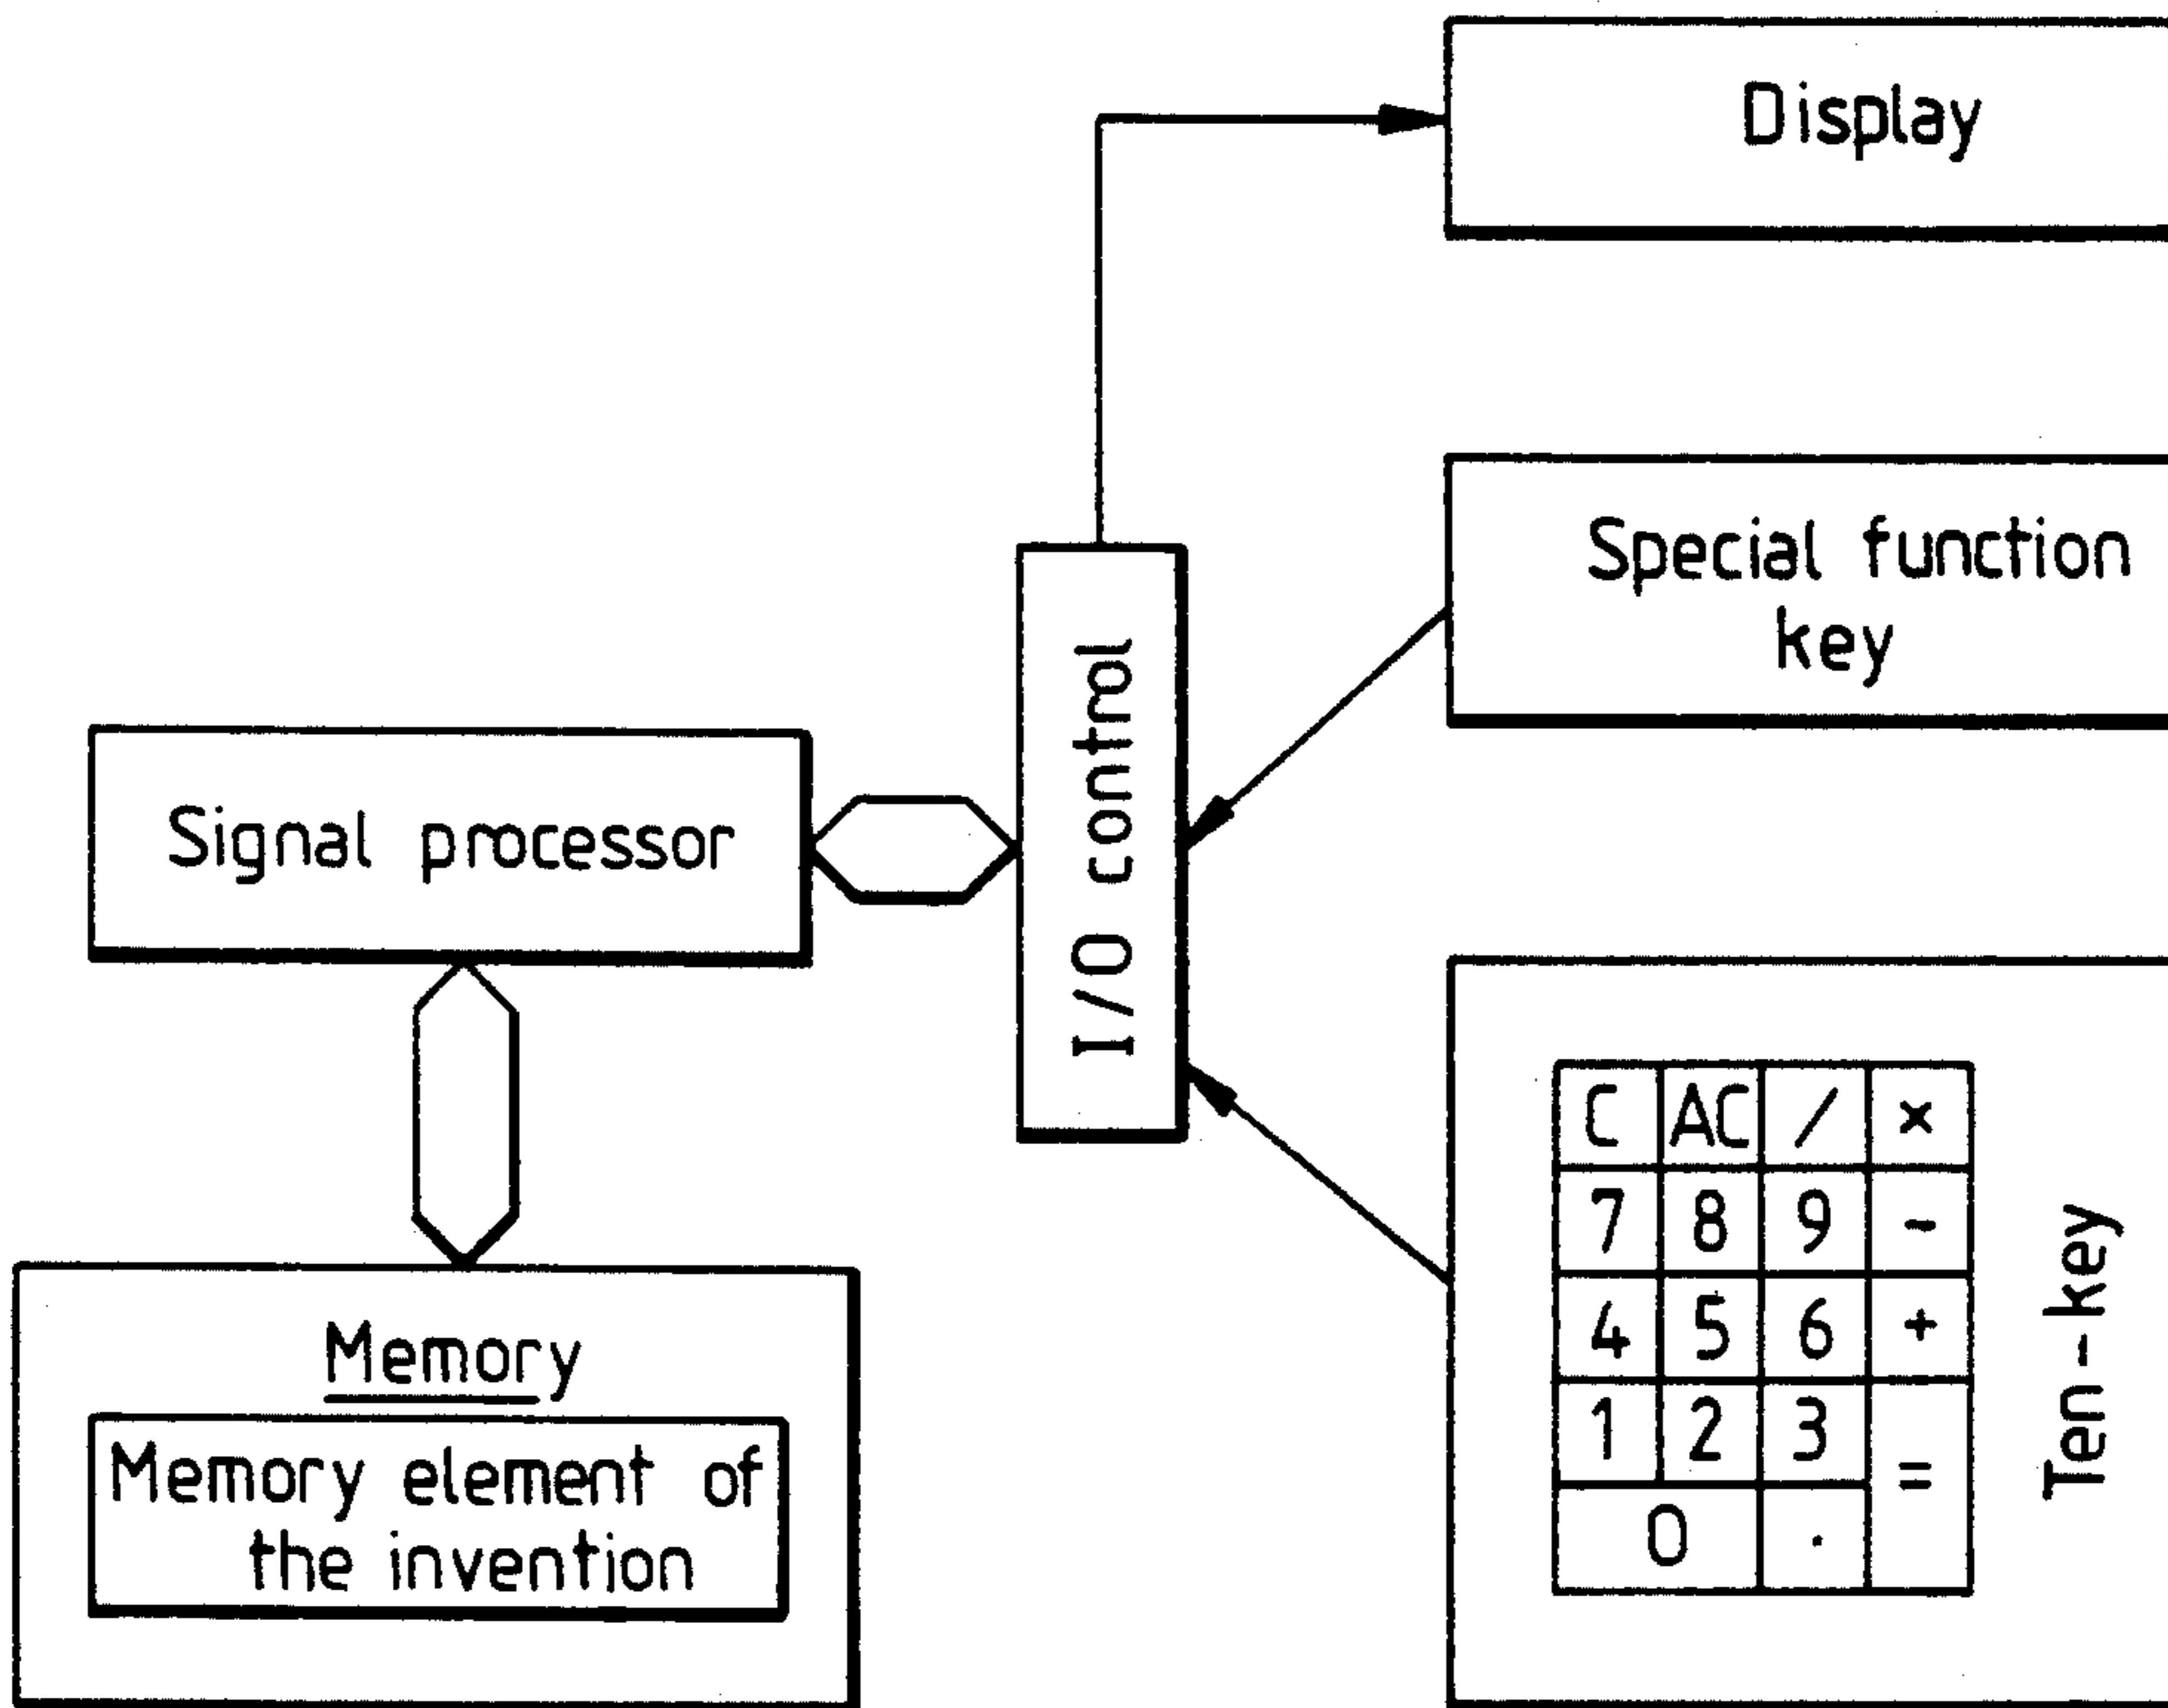 Display
Special function
key
I/O control
Signal processor
Memory
Memory element of
the invention
C AC / ×
7 8 9 -
4 5 6 +
1 2 3 =
0 .
Ten-key